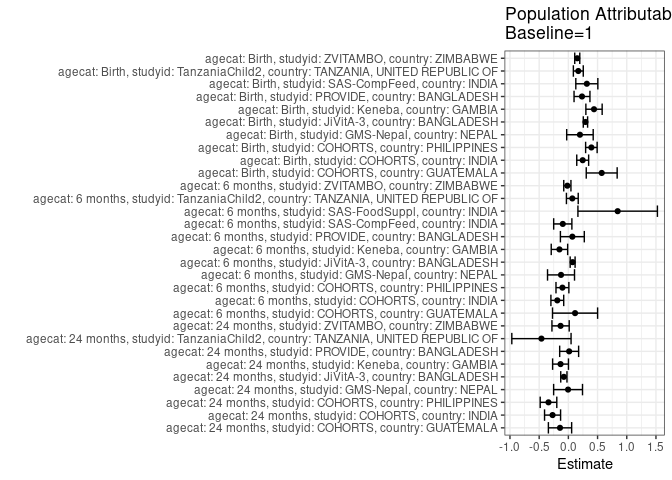 Population Attributab
Baseline=1
agecat: Birth, studyid: ZVITAMBO, country: ZIMBABWE
agecat: Birth, studyid: TanzaniaChild2, country: TANZANIA, UNITED REPUBLIC OF
agecat: Birth, studyid: SAS-CompFeed, country: INDIA
agecat: Birth, studyid: PROVIDE, country: BANGLADESH
agecat: Birth, studyid: Keneba, country: GAMBIA
agecat: Birth, studyid: JiVitA-3, country: BANGLADESH
agecat: Birth, studyid: GMS-Nepal, country: NEPAL
agecat: Birth, studyid: COHORTS, country: PHILIPPINES
agecat: Birth, studyid: COHORTS, country: INDIA
agecat: Birth, studyid: COHORTS, country: GUATEMALA
agecat: 6 months, studyid: ZVITAMBO, country: ZIMBABWE
agecat: 6 months, studyid: TanzaniaChild2, country: TANZANIA, UNITED REPUBLIC OF
agecat: 6 months, studyid: SAS-FoodSuppl, country: INDIA
agecat: 6 months, studyid: SAS-CompFeed, country: INDIA
agecat: 6 months, studyid: PROVIDE, country: BANGLADESH
agecat: 6 months, studyid: Keneba, country: GAMBIA
agecat: 6 months, studyid: JiVitA-3, country: BANGLADESH
agecat: 6 months, studyid: GMS-Nepal, country: NEPAL
agecat: 6 months, studyid: COHORTS, country: PHILIPPINES
agecat: 6 months, studyid: COHORTS, country: INDIA
agecat: 6 months, studyid: COHORTS, country: GUATEMALA
agecat: 24 months, studyid: ZVITAMBO, country: ZIMBABWE
agecat: 24 months, studyid: TanzaniaChild2, country: TANZANIA, UNITED REPUBLIC OF
agecat: 24 months, studyid: PROVIDE, country: BANGLADESH
agecat: 24 months, studyid: Keneba, country: GAMBIA
agecat: 24 months, studyid: JiVitA-3, country: BANGLADESH
agecat: 24 months, studyid: GMS-Nepal, country: NEPAL
agecat: 24 months, studyid: COHORTS, country: PHILIPPINES
agecat: 24 months, studyid: COHORTS, country: INDIA
agecat: 24 months, studyid: COHORTS, country: GUATEMALA
-1.0 -0.5 0.0 0.5 1.0 1.5
Estimate